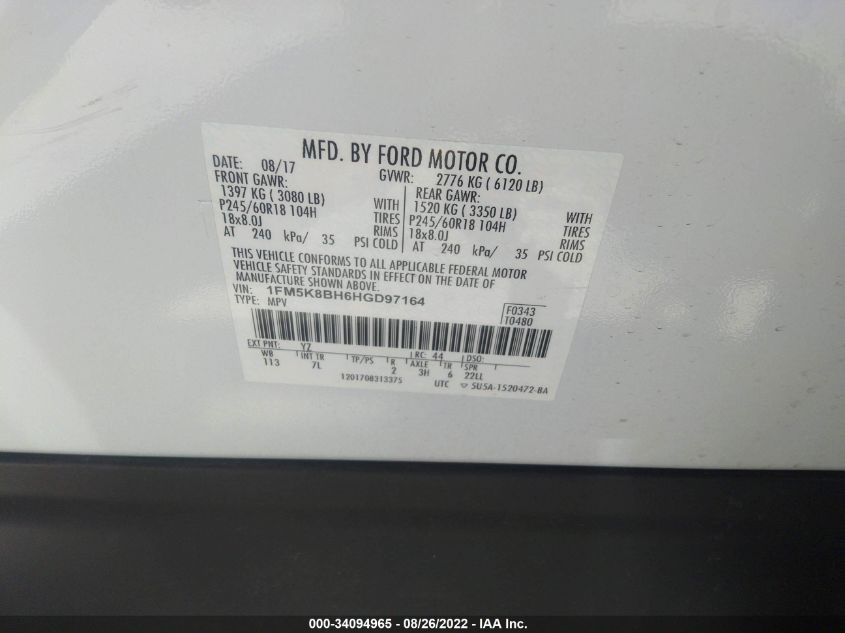 MFD. BY FORD MOTOR CO.
DATE: 08/17
GVWR: 2776 KG ( 6120 LB)
FRONT GAWR:
1397 KG ( 3080 LB) WITH
P245/60R18 104H TIRES
18x8.0J RIMS
AT 240 kPa/ 35 PSI COLD
REAR GAWR:
1520 KG ( 3350 LB) WITH
P245/60R18 104H TIRES
18x8.0J RIMS
AT 240 kPa/ 35 PSI COLD
THIS VEHICLE CONFORMS TO ALL APPLICABLE FEDERAL MOTOR
VEHICLE SAFETY STANDARDS IN EFFECT ON THE DATE OF
MANUFACTURE SHOWN ABOVE.
VIN: 1FM5K8BH6HGD97164
TYPE: MPV
F0343
T0480
EXT PNT: YZ RC: 44 DSO:
WB INT TR TP/PS R AXLE TR SPR
113 7L 2 3H 6 22LL
1201708313375
UTC 5U5A-1520472-BA
000-34094965 - 08/26/2022 - IAA Inc.